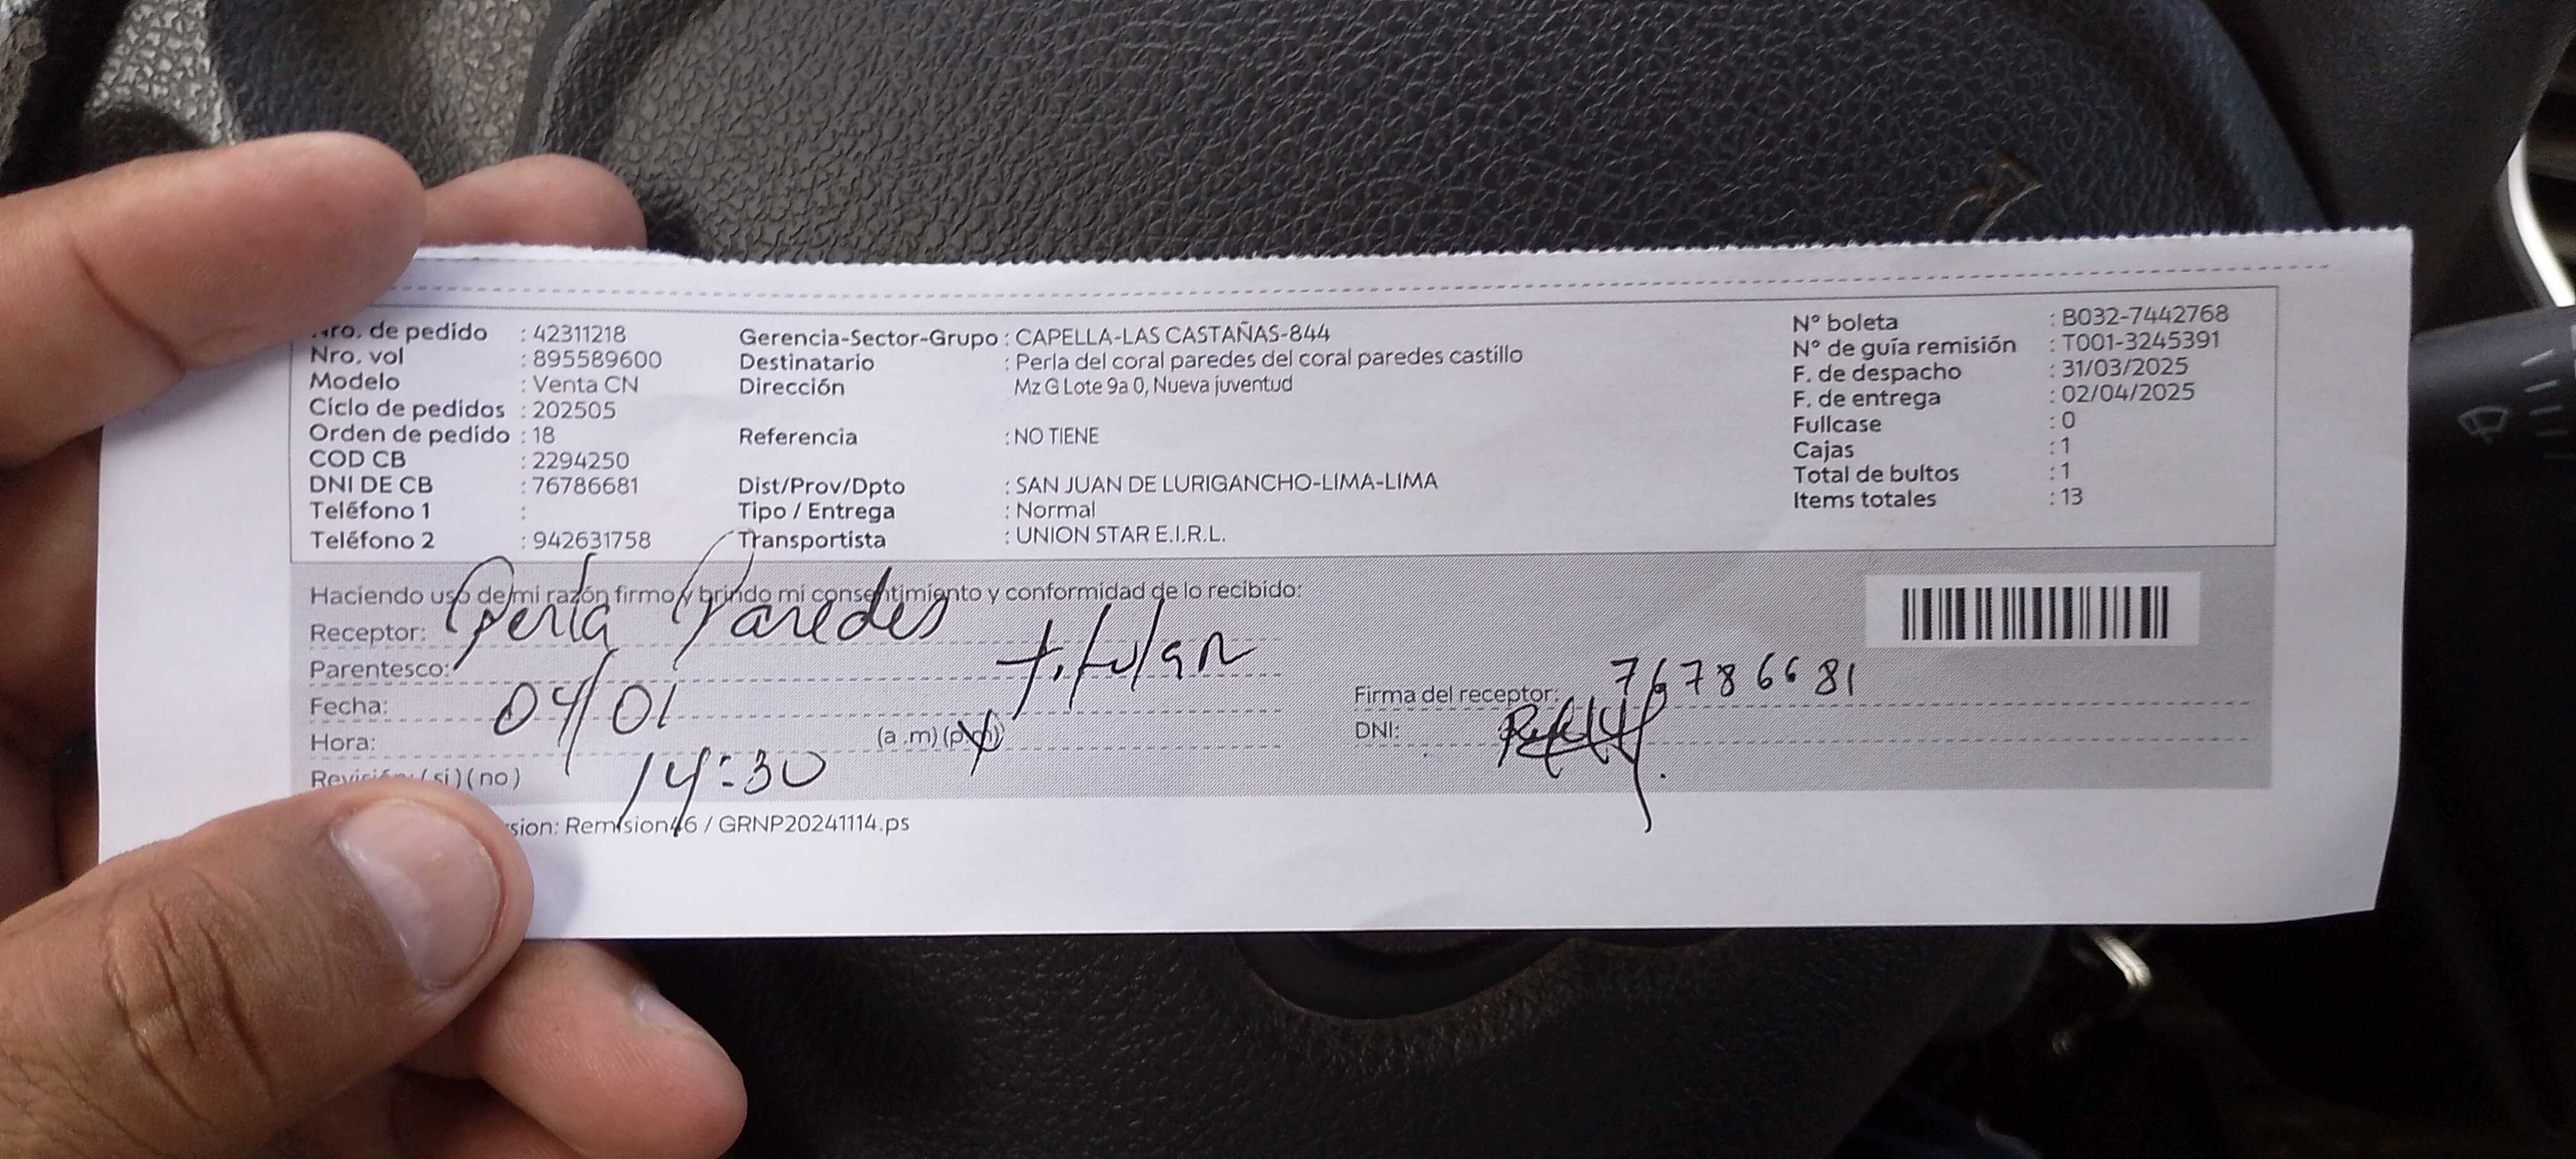 ro. de pedido : 42311218
Nro. vol : 895589600
Modelo : Venta CN
Ciclo de pedidos : 202505
Orden de pedido : 18
COD CB : 2294250
DNI DE CB : 76786681
Teléfono 1 :
Teléfono 2 : 942631758
Gerencia-Sector-Grupo : CAPELLA-LAS CASTAÑAS-844
Destinatario : Perla del coral paredes del coral paredes castillo
Dirección Mz G Lote 9a 0, Nueva juventud
Referencia : NO TIENE
Dist/Prov/Dpto : SAN JUAN DE LURIGANCHO-LIMA-LIMA
Tipo / Entrega : Normal
Transportista : UNION STAR E.I.R.L.
N° boleta : B032-7442768
N° de guía remisión : T001-3245391
F. de despacho : 31/03/2025
F. de entrega : 02/04/2025
Fullcase : 0
Cajas : 1
Total de bultos : 1
Items totales : 13
Haciendo uso de mi razón firmo y brindo mi consentimiento y conformidad de lo recibido:
Receptor: Perla Paredes
Parentesco: titular
Fecha: 04/01
Hora: 14:30 (a .m) (p.m)
(si) (no)
Firma del receptor: 76786681
DNI:
sion: Remision46 / GRNP20241114.ps